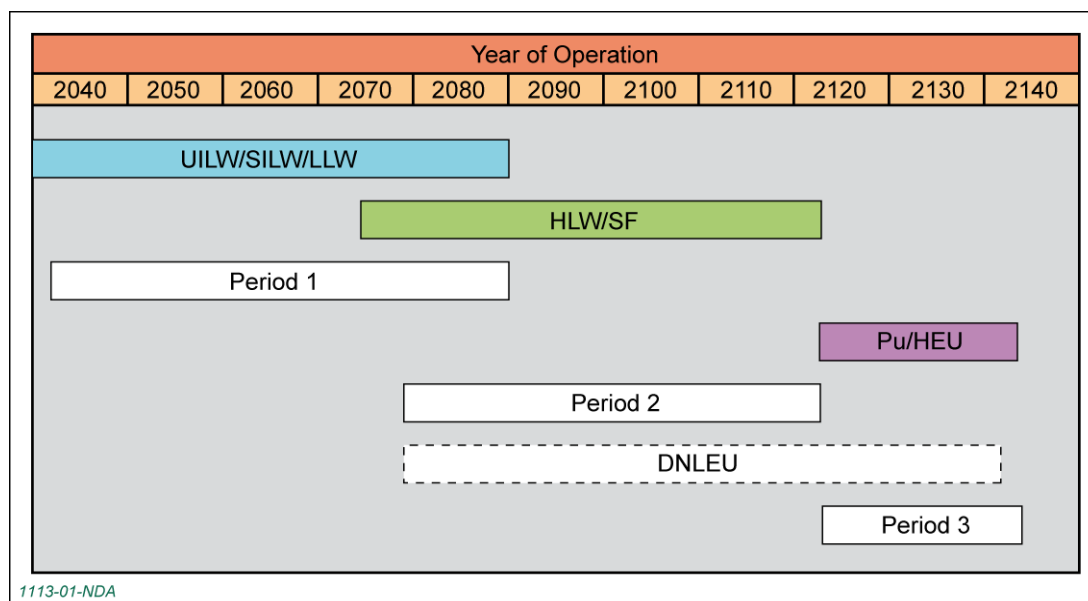 Year of Operation
2040 2050 2060 2070 2080 2090 2100 2110 2120 2130 2140
UILW/SILW/LLW
HLW/SF
Period 1
Pu/HEU
Period 2
DNLEU
Period 3
1113-01-NDA